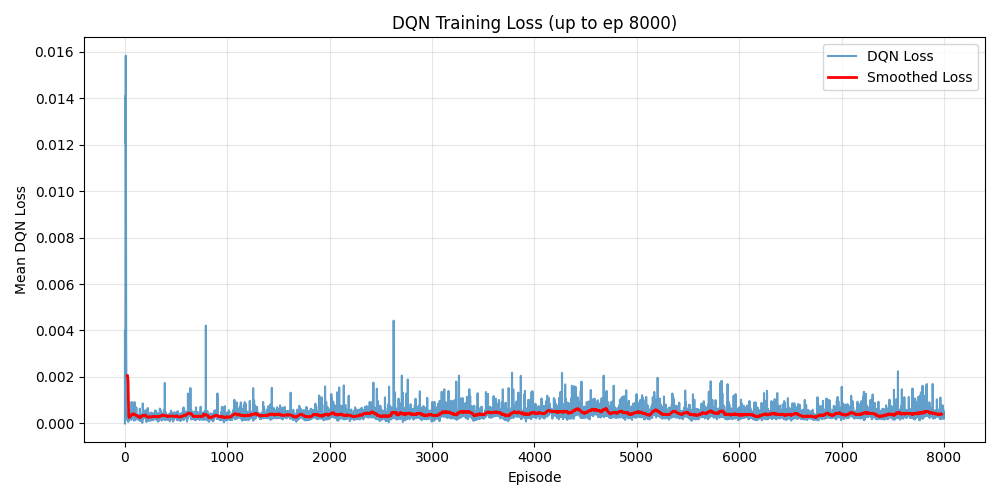 DQN Training Loss (up to ep 8000)
DQN Loss
Smoothed Loss
Mean DQN Loss
0.016
0.014
0.012
0.010
0.008
0.006
0.004
0.002
0.000
0 1000 2000 3000 4000 5000 6000 7000 8000
Episode